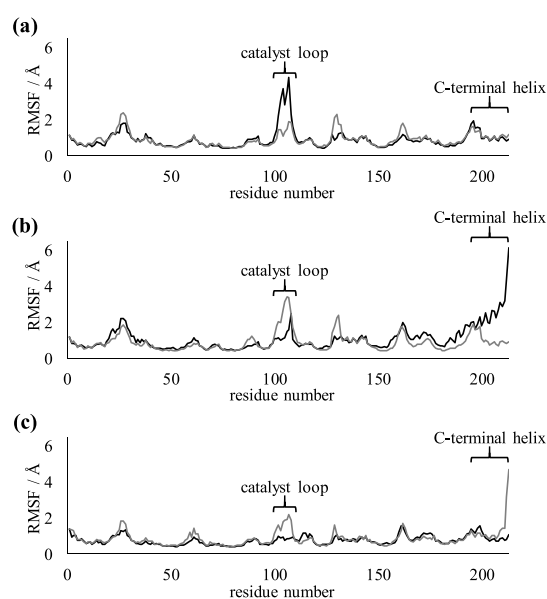 (a)
catalyst loop
C-terminal helix
RMSF / Å
6
4
2
0
0 50 100 150 200
residue number
(b)
C-terminal helix
catalyst loop
RMSF / Å
6
4
2
0
0 50 100 150 200
residue number
(c)
C-terminal helix
catalyst loop
RMSF / Å
6
4
2
0
0 50 100 150 200
residue number